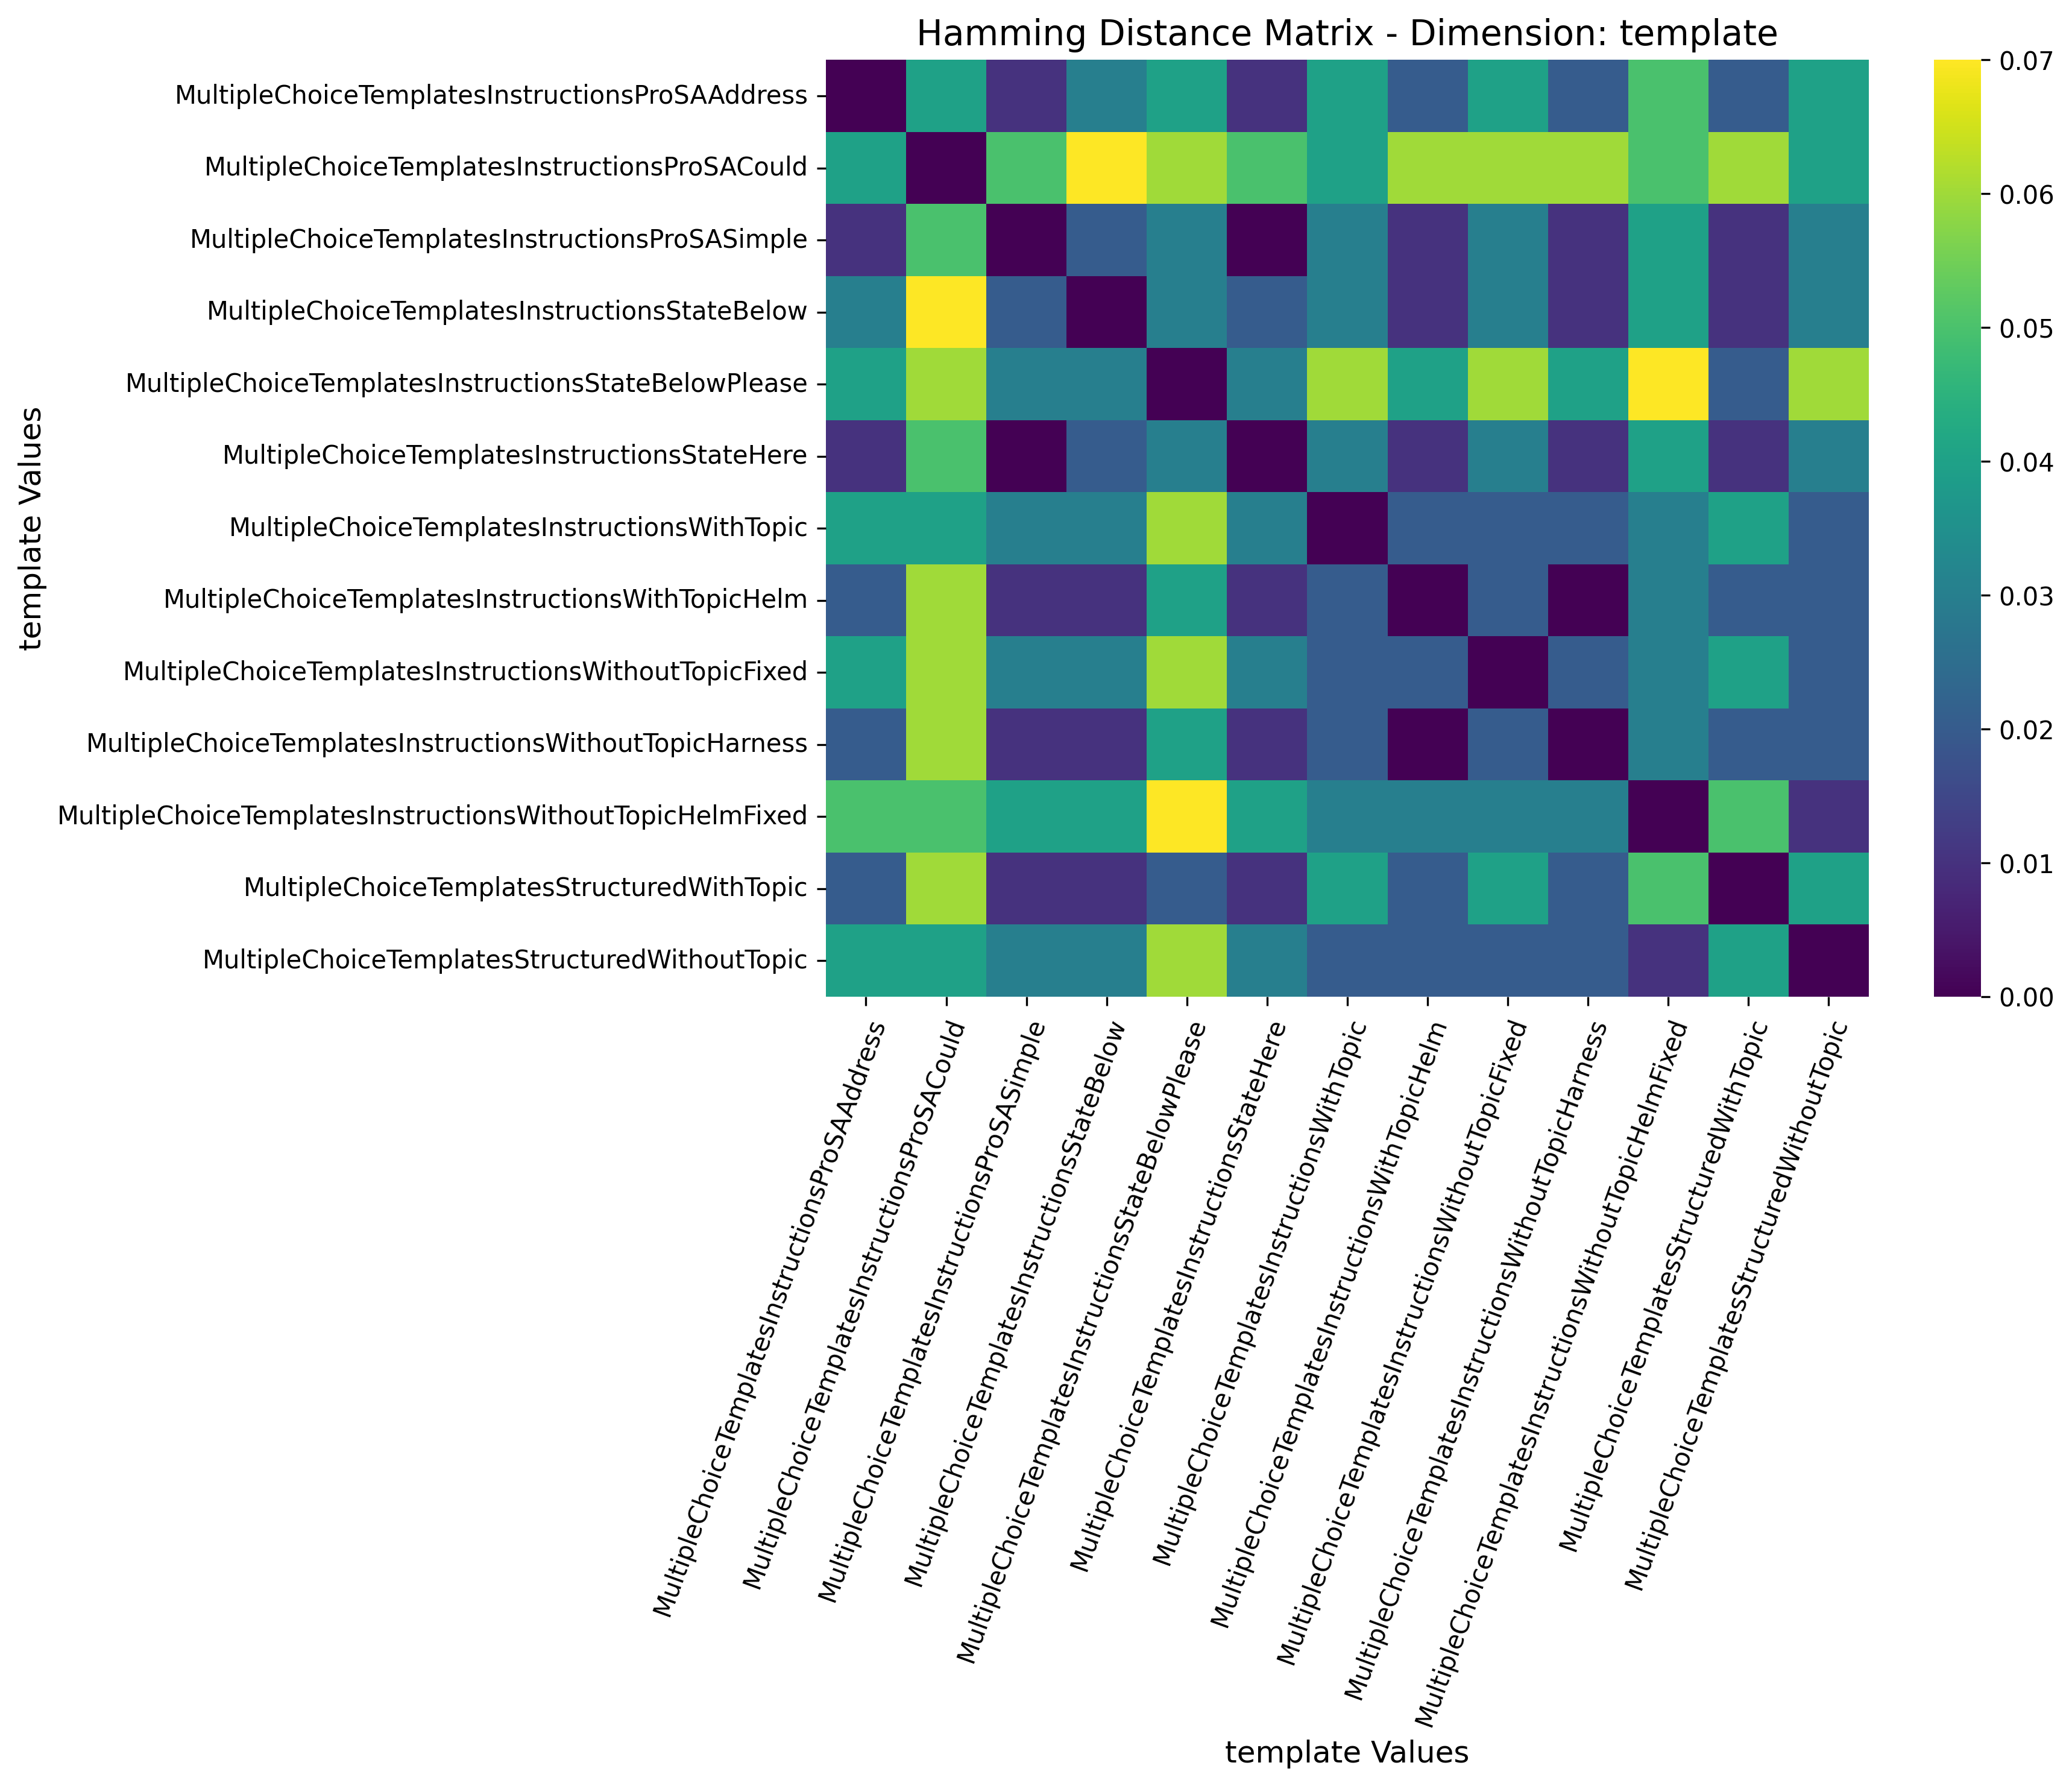 Hamming Distance Matrix - Dimension: template
template Values
MultipleChoiceTemplatesInstructionsProSAAddress
MultipleChoiceTemplatesInstructionsProSACould
MultipleChoiceTemplatesInstructionsProSASimple
MultipleChoiceTemplatesInstructionsStateBelow
MultipleChoiceTemplatesInstructionsStateBelowPlease
MultipleChoiceTemplatesInstructionsStateHere
MultipleChoiceTemplatesInstructionsWithTopic
MultipleChoiceTemplatesInstructionsWithTopicHelm
MultipleChoiceTemplatesInstructionsWithoutTopicFixed
MultipleChoiceTemplatesInstructionsWithoutTopicHarness
MultipleChoiceTemplatesInstructionsWithoutTopicHelmFixed
MultipleChoiceTemplatesStructuredWithTopic
MultipleChoiceTemplatesStructuredWithoutTopic
0.07
0.06
0.05
0.04
0.03
0.02
0.01
0.00
MultipleChoiceTemplatesInstructionsProSAAddress
MultipleChoiceTemplatesInstructionsProSACould
MultipleChoiceTemplatesInstructionsProSASimple
MultipleChoiceTemplatesInstructionsStateBelow
MultipleChoiceTemplatesInstructionsStateBelowPlease
MultipleChoiceTemplatesInstructionsStateHere
MultipleChoiceTemplatesInstructionsWithTopic
MultipleChoiceTemplatesInstructionsWithTopicHelm
MultipleChoiceTemplatesInstructionsWithoutTopicFixed
MultipleChoiceTemplatesInstructionsWithoutTopicHarness
MultipleChoiceTemplatesInstructionsWithoutTopicHelmFixed
MultipleChoiceTemplatesStructuredWithTopic
MultipleChoiceTemplatesStructuredWithoutTopic
template Values